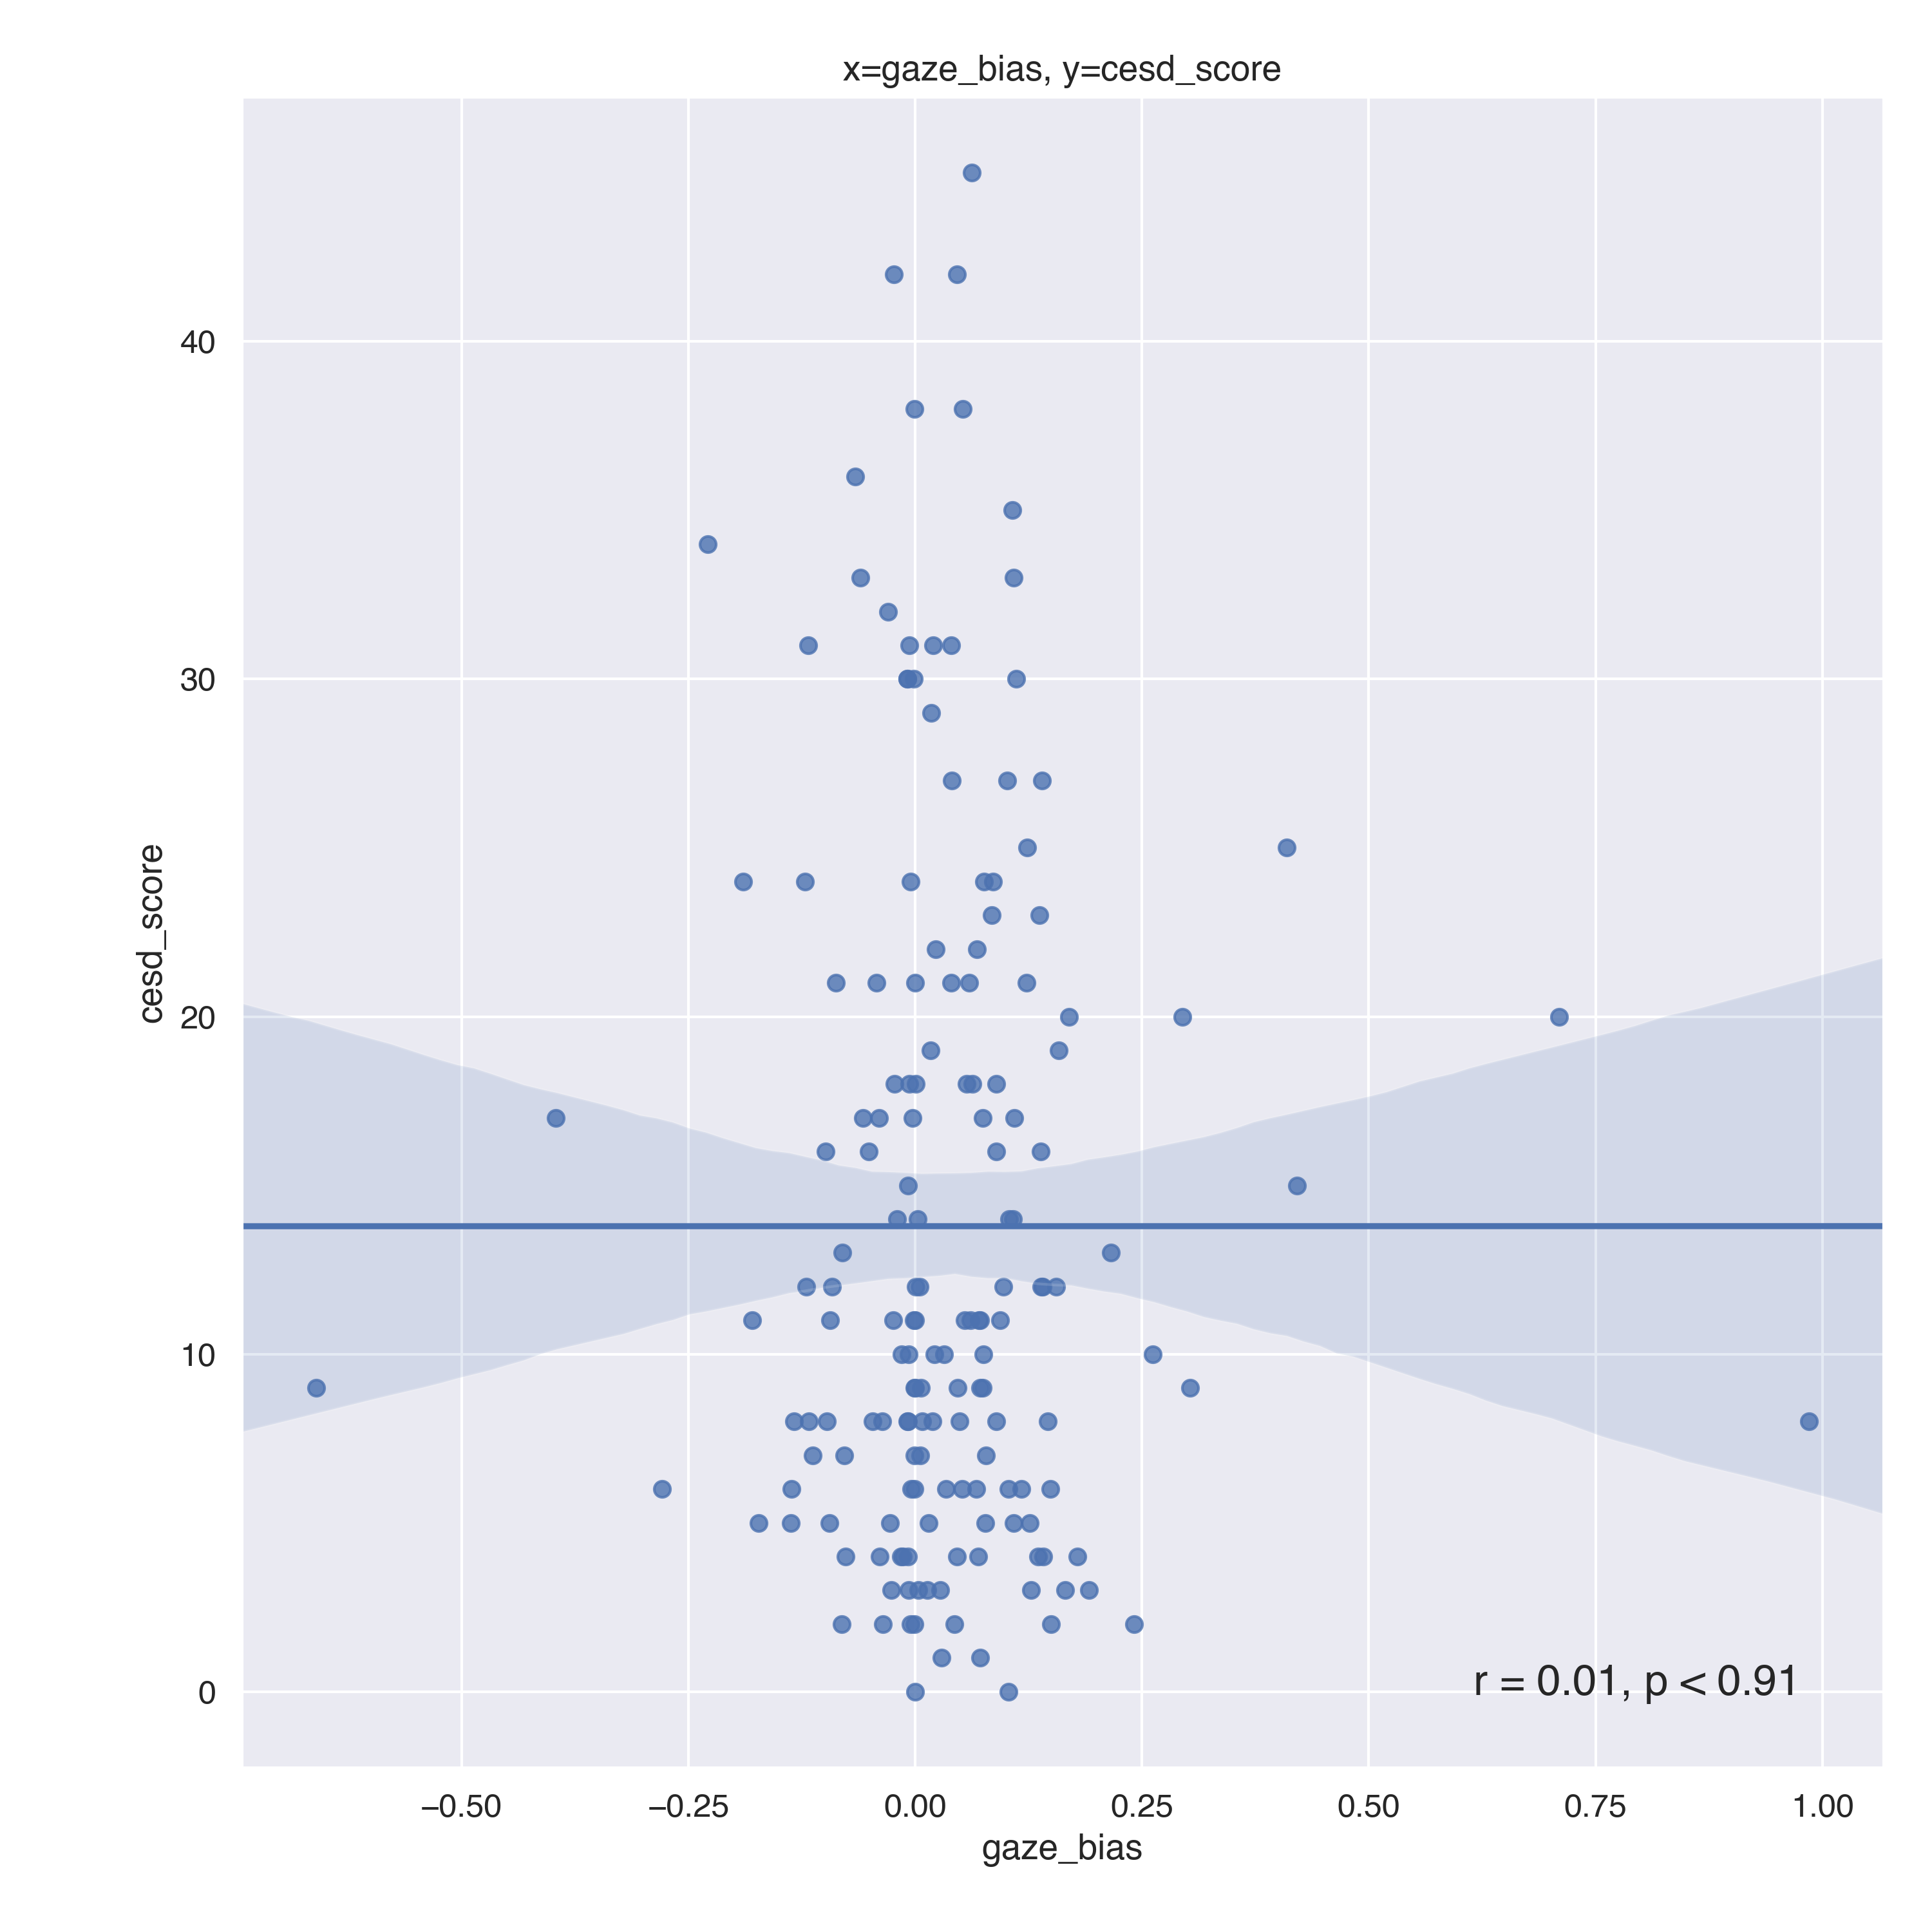 x=gaze_bias, y=cesd_score
cesd_score
40
30
20
10
0
r = 0.01, p < 0.91
−0.50 −0.25 0.00 0.25 0.50 0.75 1.00
gaze_bias